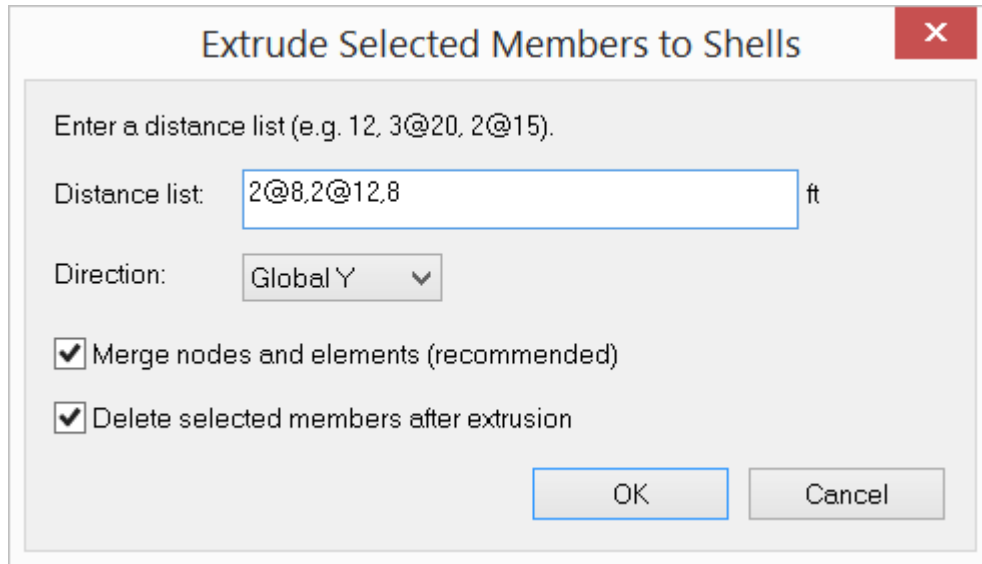 Extrude Selected Members to Shells
Enter a distance list (e.g. 12, 3@20, 2@15).
Distance list: 2@8,2@12,8 ft
Direction: Global Y
Merge nodes and elements (recommended)
Delete selected members after extrusion
OK Cancel